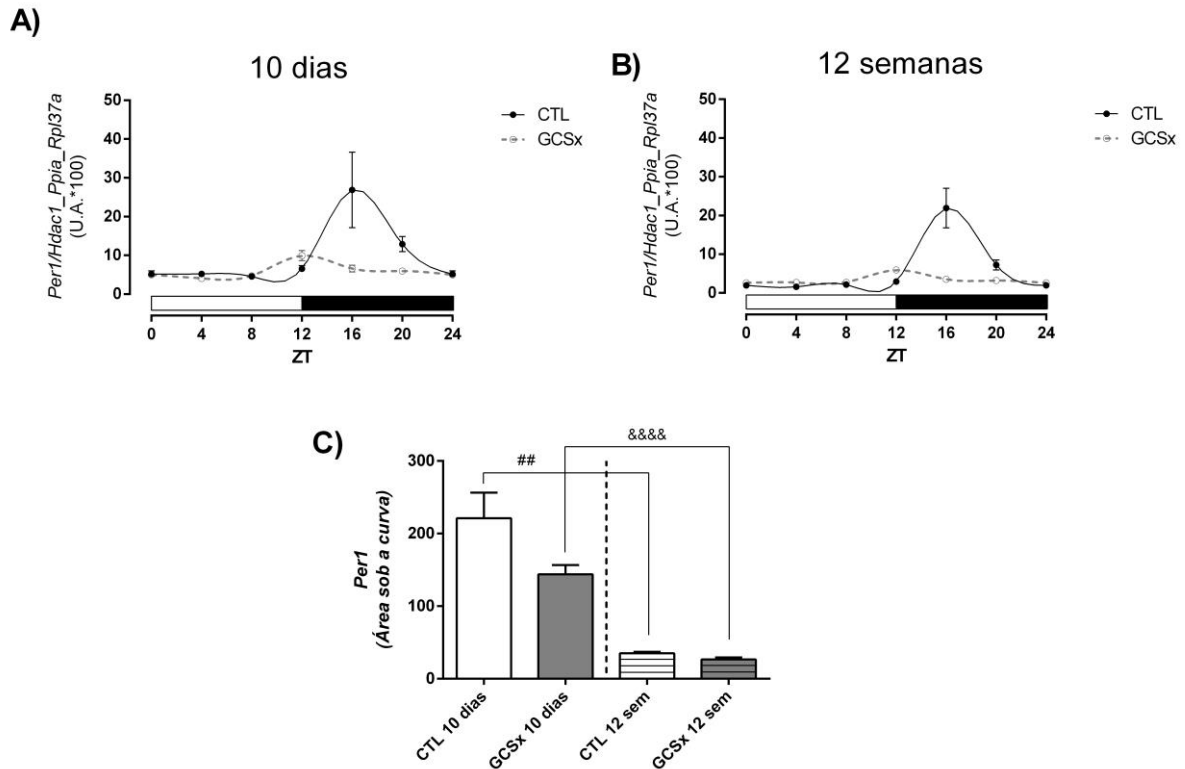 A)
10 dias
Per1/Hdac1_Ppia_Rpl37a
(U.A.*100)
50
40
30
20
10
0
CTL
GCSx
0 4 8 12 16 20 24
ZT
B)
12 semanas
Per1/Hdac1_Ppia_Rpl37a
(U.A.*100)
50
40
30
20
10
0
CTL
GCSx
0 4 8 12 16 20 24
ZT
C)
Per1
(Área sob a curva)
300
200
100
0
##
&&&&
CTL 10 dias
GCSx 10 dias
CTL 12 sem
GCSx 12 sem